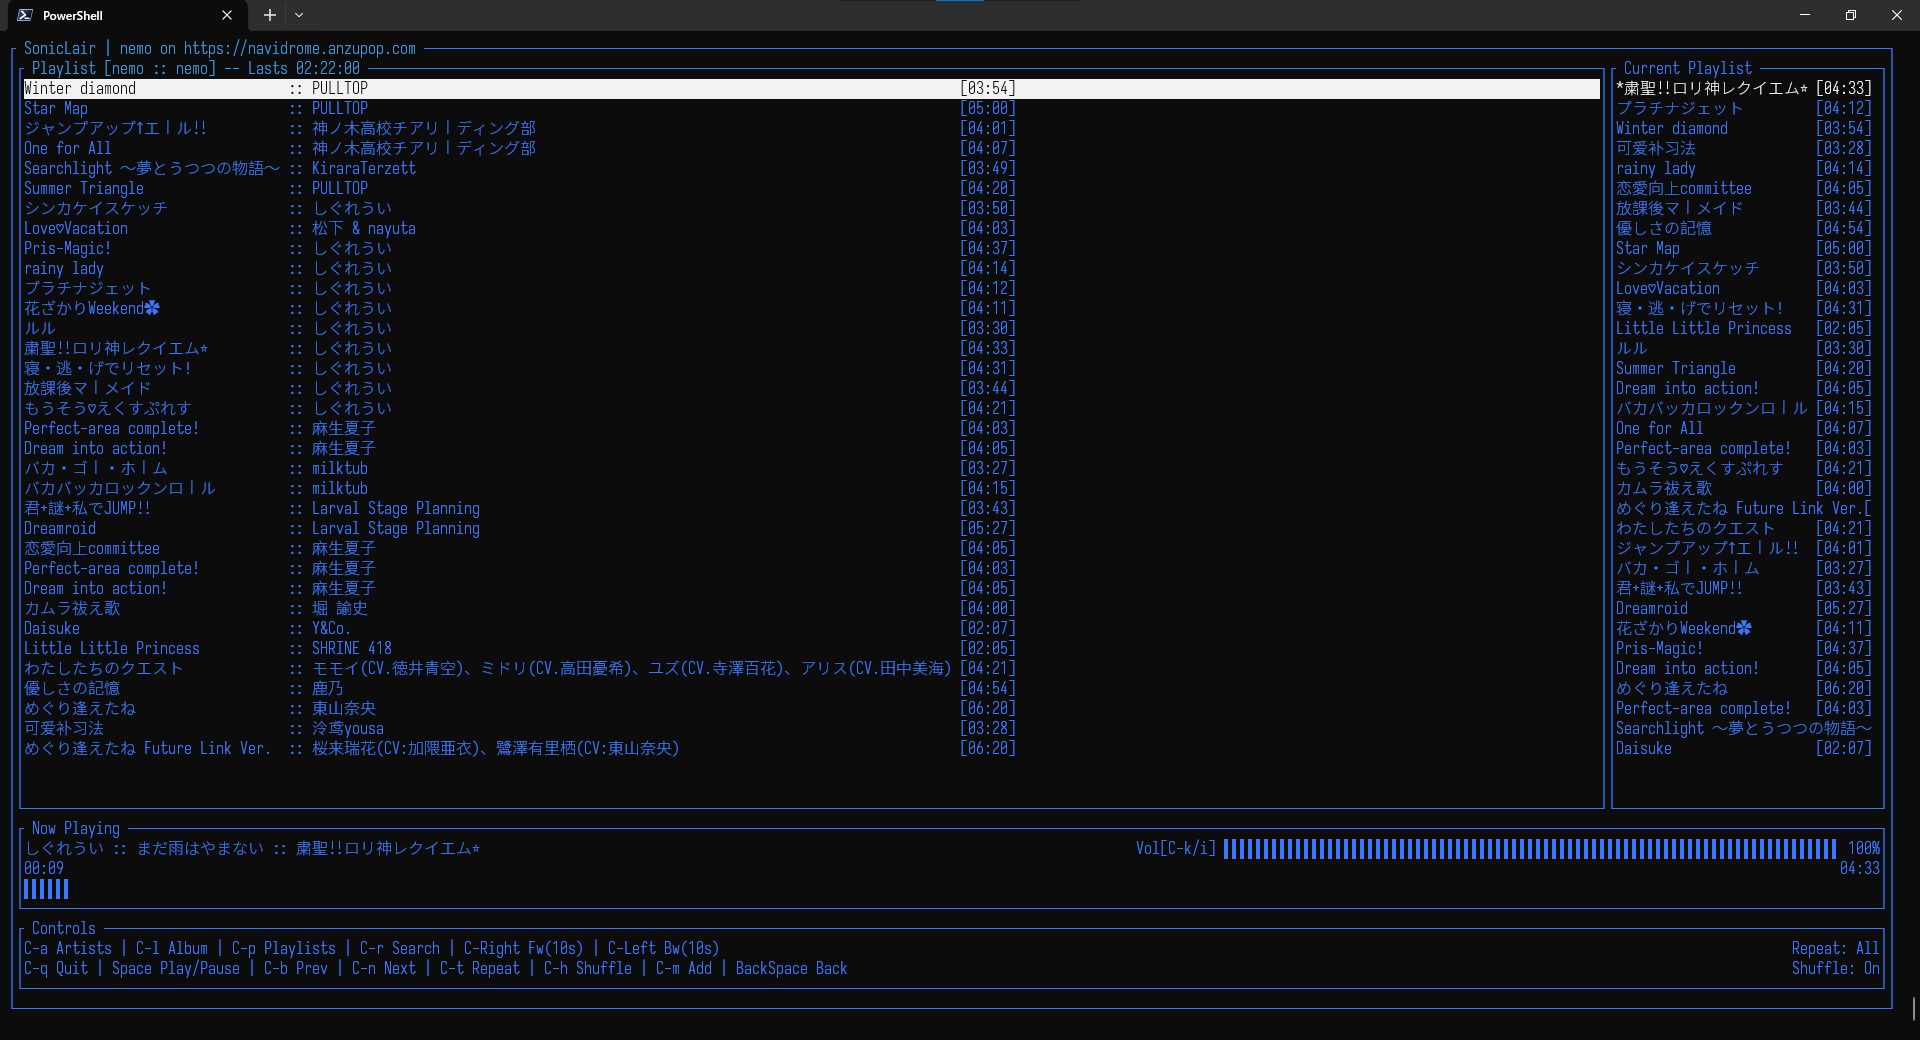 PowerShell
SonicLair | nemo on https://navidrome.anzupop.com
Playlist [nemo :: nemo] -- Lasts 02:22:00
Winter diamond :: PULLTOP [03:54]
Star Map :: PULLTOP [05:00]
ジャンプアップ↑エール!! :: 神ノ木高校チアリーディング部 [04:01]
One for All :: 神ノ木高校チアリーディング部 [04:07]
Searchlight ～夢とうつつの物語～ :: KiraraTerzett [03:49]
Summer Triangle :: PULLTOP [04:20]
シンカケイスケッチ :: しぐれうい [03:50]
Love♡Vacation :: 松下 & nayuta [04:03]
Pris-Magic! :: しぐれうい [04:37]
rainy lady :: しぐれうい [04:14]
プラチナジェット :: しぐれうい [04:12]
花ざかりWeekend✿ :: しぐれうい [04:11]
ルル :: しぐれうい [03:30]
粛聖!!ロリ神レクイエム☆ :: しぐれうい [04:33]
寝・逃・げでリセット! :: しぐれうい [04:31]
放課後マーメイド :: しぐれうい [03:44]
もうそう♡えくすぷれす :: しぐれうい [04:21]
Perfect-area complete! :: 麻生夏子 [04:03]
Dream into action! :: 麻生夏子 [04:05]
バカ・ゴー・ホーム :: milktub [03:27]
バカバッカロックンロール :: milktub [04:15]
君+謎+私でJUMP!! :: Larval Stage Planning [03:43]
Dreamroid :: Larval Stage Planning [05:27]
恋愛向上committee :: 麻生夏子 [04:05]
Perfect-area complete! :: 麻生夏子 [04:03]
Dream into action! :: 麻生夏子 [04:05]
カムラ祓え歌 :: 堀 諭史 [04:00]
Daisuke :: Y&Co. [02:07]
Little Little Princess :: SHRINE 418 [02:05]
わたしたちのクエスト :: モモイ(CV.徳井青空)、ミドリ(CV.高田憂希)、ユズ(CV.寺澤百花)、アリス(CV.田中美海) [04:21]
優しさの記憶 :: 鹿乃 [04:54]
めぐり逢えたね :: 東山奈央 [06:20]
可爱补习法 :: 泠鸢yousa [03:28]
めぐり逢えたね Future Link Ver. :: 桜来瑞花(CV:加隈亜衣)、鷺澤有里栖(CV:東山奈央) [06:20]
Current Playlist
*粛聖!!ロリ神レクイエム☆ [04:33]
プラチナジェット [04:12]
Winter diamond [03:54]
可爱补习法 [03:28]
rainy lady [04:14]
恋愛向上committee [04:05]
放課後マーメイド [03:44]
優しさの記憶 [04:54]
Star Map [05:00]
シンカケイスケッチ [03:50]
Love♡Vacation [04:03]
寝・逃・げでリセット! [04:31]
Little Little Princess [02:05]
ルル [03:30]
Summer Triangle [04:20]
Dream into action! [04:05]
バカバッカロックンロール [04:15]
One for All [04:07]
Perfect-area complete! [04:03]
もうそう♡えくすぷれす [04:21]
カムラ祓え歌 [04:00]
めぐり逢えたね Future Link Ver.[
わたしたちのクエスト [04:21]
ジャンプアップ↑エール!! [04:01]
バカ・ゴー・ホーム [03:27]
君+謎+私でJUMP!! [03:43]
Dreamroid [05:27]
花ざかりWeekend✿ [04:11]
Pris-Magic! [04:37]
Dream into action! [04:05]
めぐり逢えたね [06:20]
Perfect-area complete! [04:03]
Searchlight ～夢とうつつの物語～
Daisuke [02:07]
Now Playing
しぐれうい :: まだ雨はやまない :: 粛聖!!ロリ神レクイエム☆ Vol[C-k/i] 100%
00:09 04:33
Controls
C-a Artists | C-l Album | C-p Playlists | C-r Search | C-Right Fw(10s) | C-Left Bw(10s) Repeat: All
C-q Quit | Space Play/Pause | C-b Prev | C-n Next | C-t Repeat | C-h Shuffle | C-m Add | BackSpace Back Shuffle: On